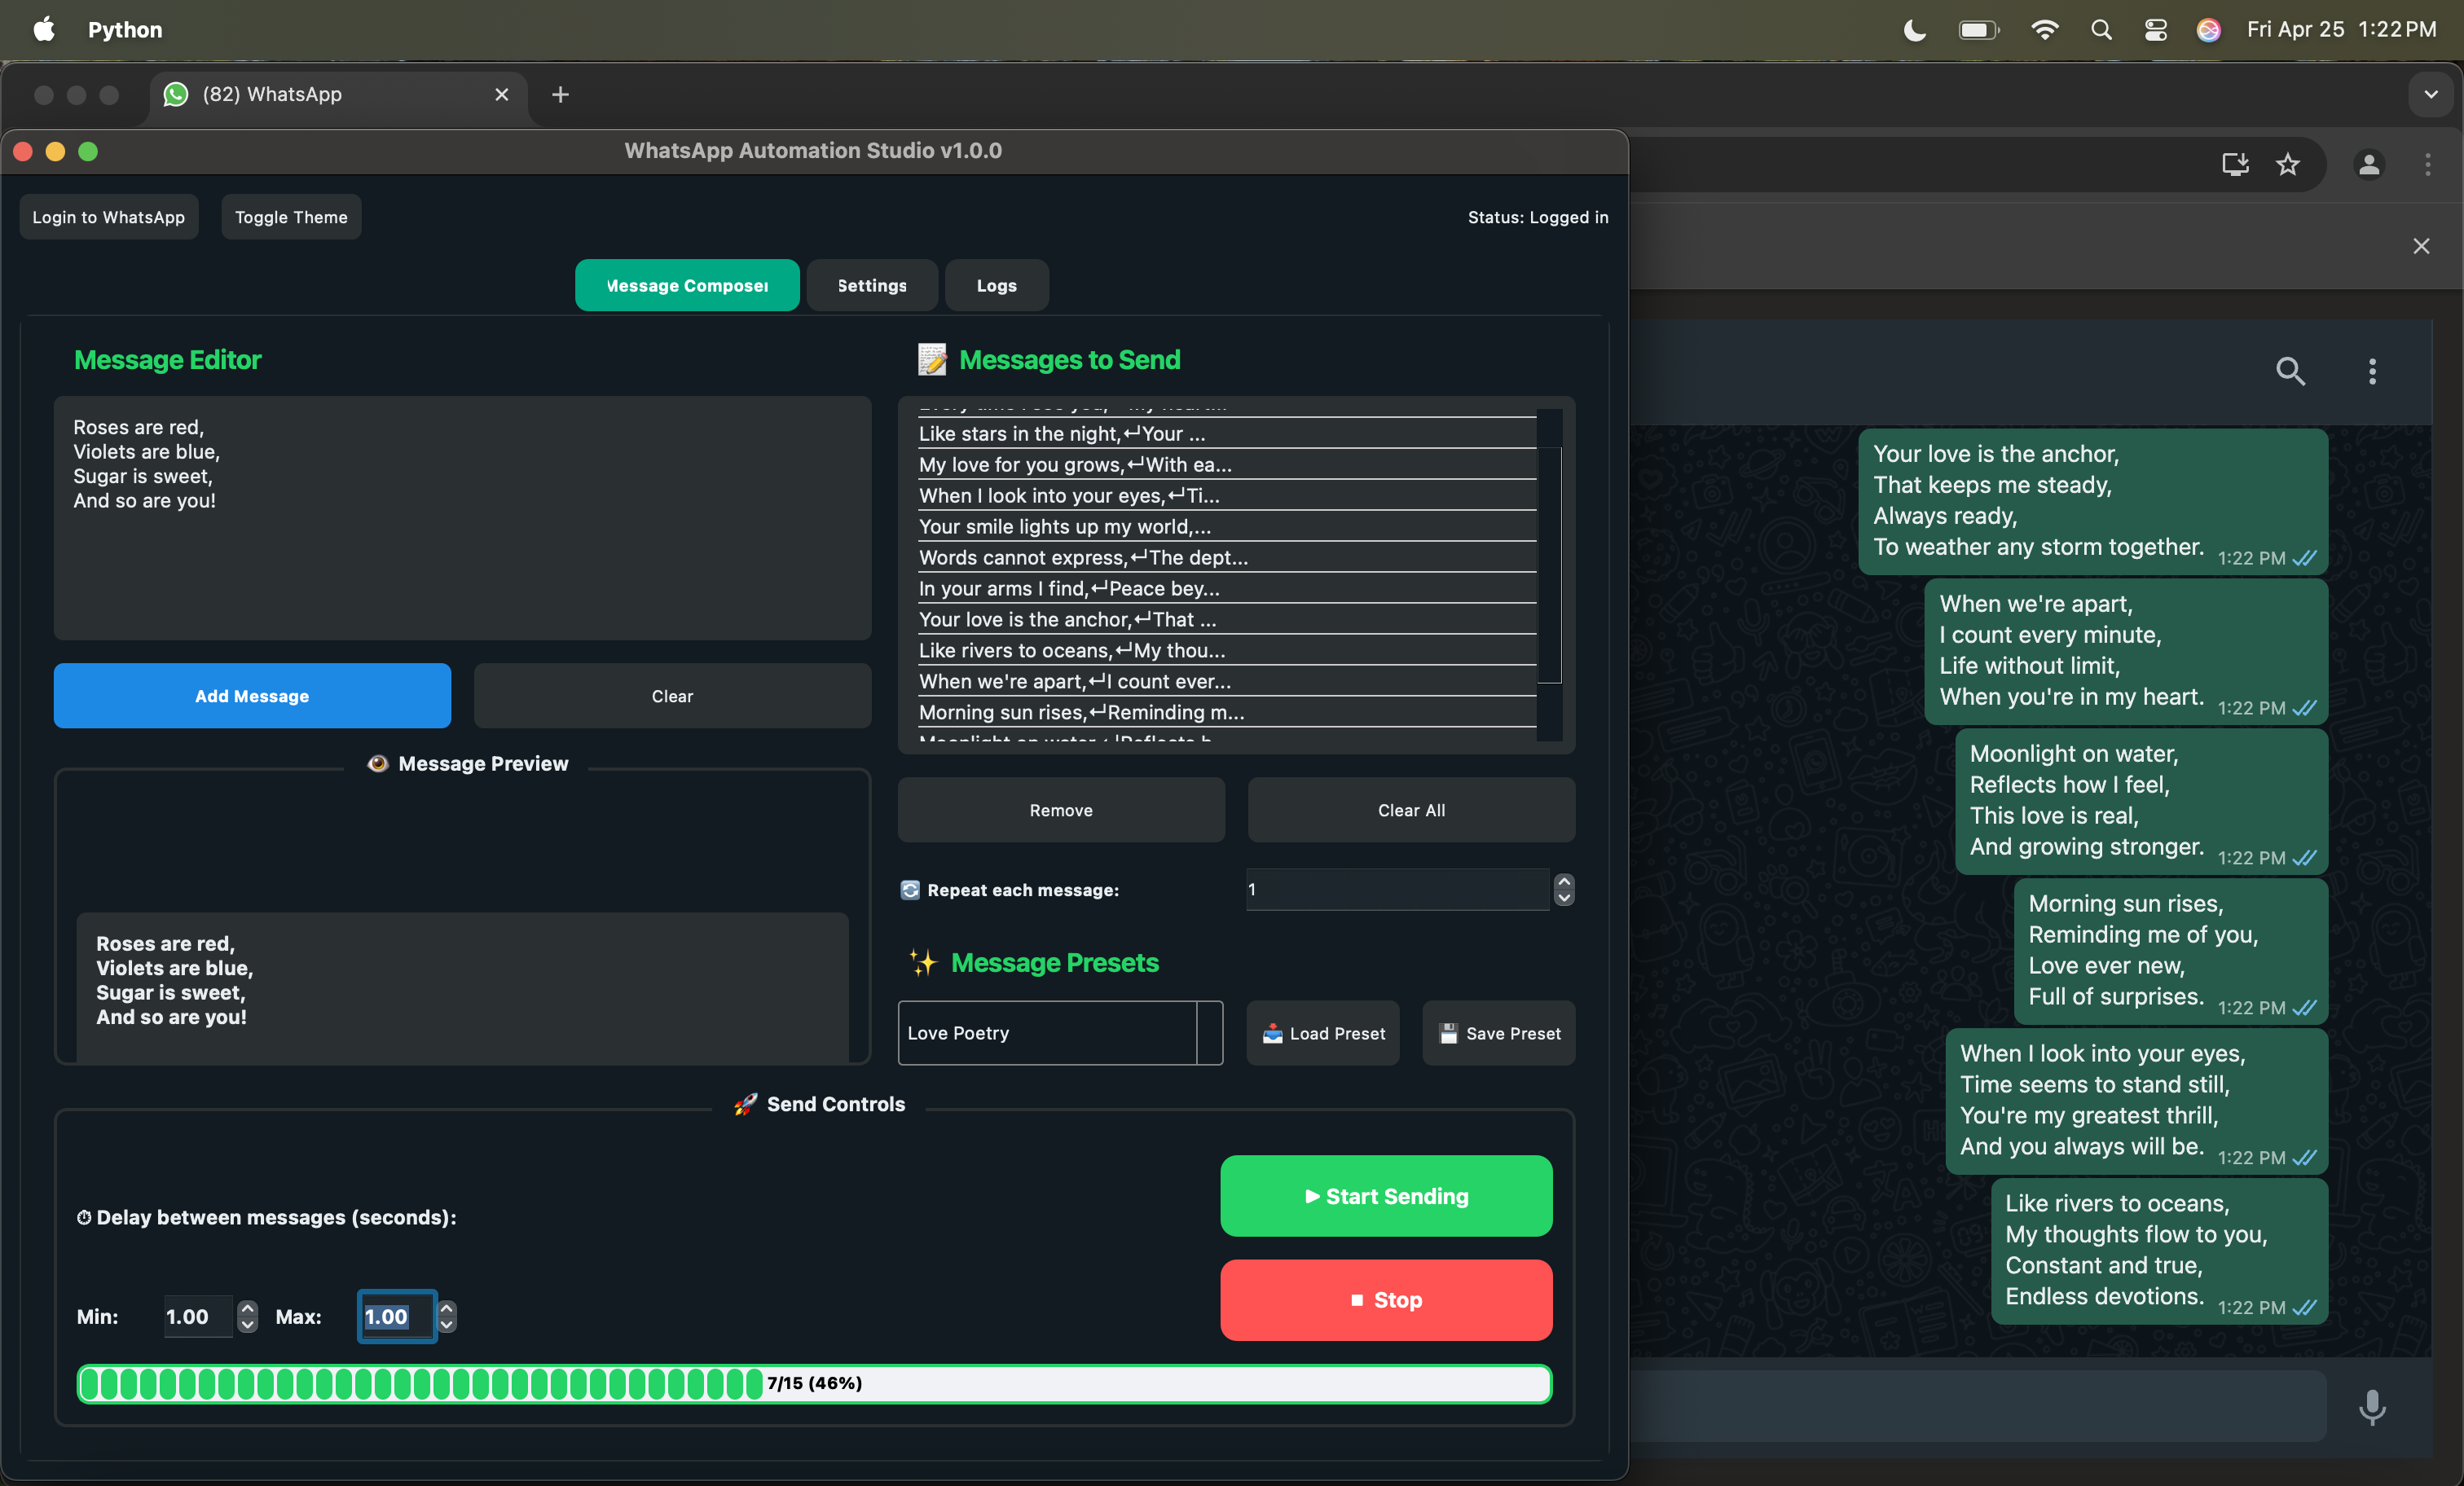 Python
Fri Apr 25 1:22 PM
(82) WhatsApp
WhatsApp Automation Studio v1.0.0
Login to WhatsApp
Toggle Theme
Status: Logged in
Message Composer
Settings
Logs
Message Editor
Roses are red,
Violets are blue,
Sugar is sweet,
And so are you!
Add Message
Clear
👁 Message Preview
Roses are red,
Violets are blue,
Sugar is sweet,
And so are you!
📝 Messages to Send
Every time I see you,↵my heart...
Like stars in the night,↵Your ...
My love for you grows,↵With ea...
When I look into your eyes,↵Ti...
Your smile lights up my world,...
Words cannot express,↵The dept...
In your arms I find,↵Peace bey...
Your love is the anchor,↵That ...
Like rivers to oceans,↵My thou...
When we're apart,↵I count ever...
Morning sun rises,↵Reminding m...
Moonlight on water,↵Reflects h...
Remove
Clear All
Repeat each message:
1
✨ Message Presets
Love Poetry
Load Preset
Save Preset
🚀 Send Controls
⏱ Delay between messages (seconds):
Min: 1.00 Max: 1.00
▶ Start Sending
■ Stop
7/15 (46%)
Your love is the anchor,
That keeps me steady,
Always ready,
To weather any storm together. 1:22 PM
When we're apart,
I count every minute,
Life without limit,
When you're in my heart. 1:22 PM
Moonlight on water,
Reflects how I feel,
This love is real,
And growing stronger. 1:22 PM
Morning sun rises,
Reminding me of you,
Love ever new,
Full of surprises. 1:22 PM
When I look into your eyes,
Time seems to stand still,
You're my greatest thrill,
And you always will be. 1:22 PM
Like rivers to oceans,
My thoughts flow to you,
Constant and true,
Endless devotions. 1:22 PM